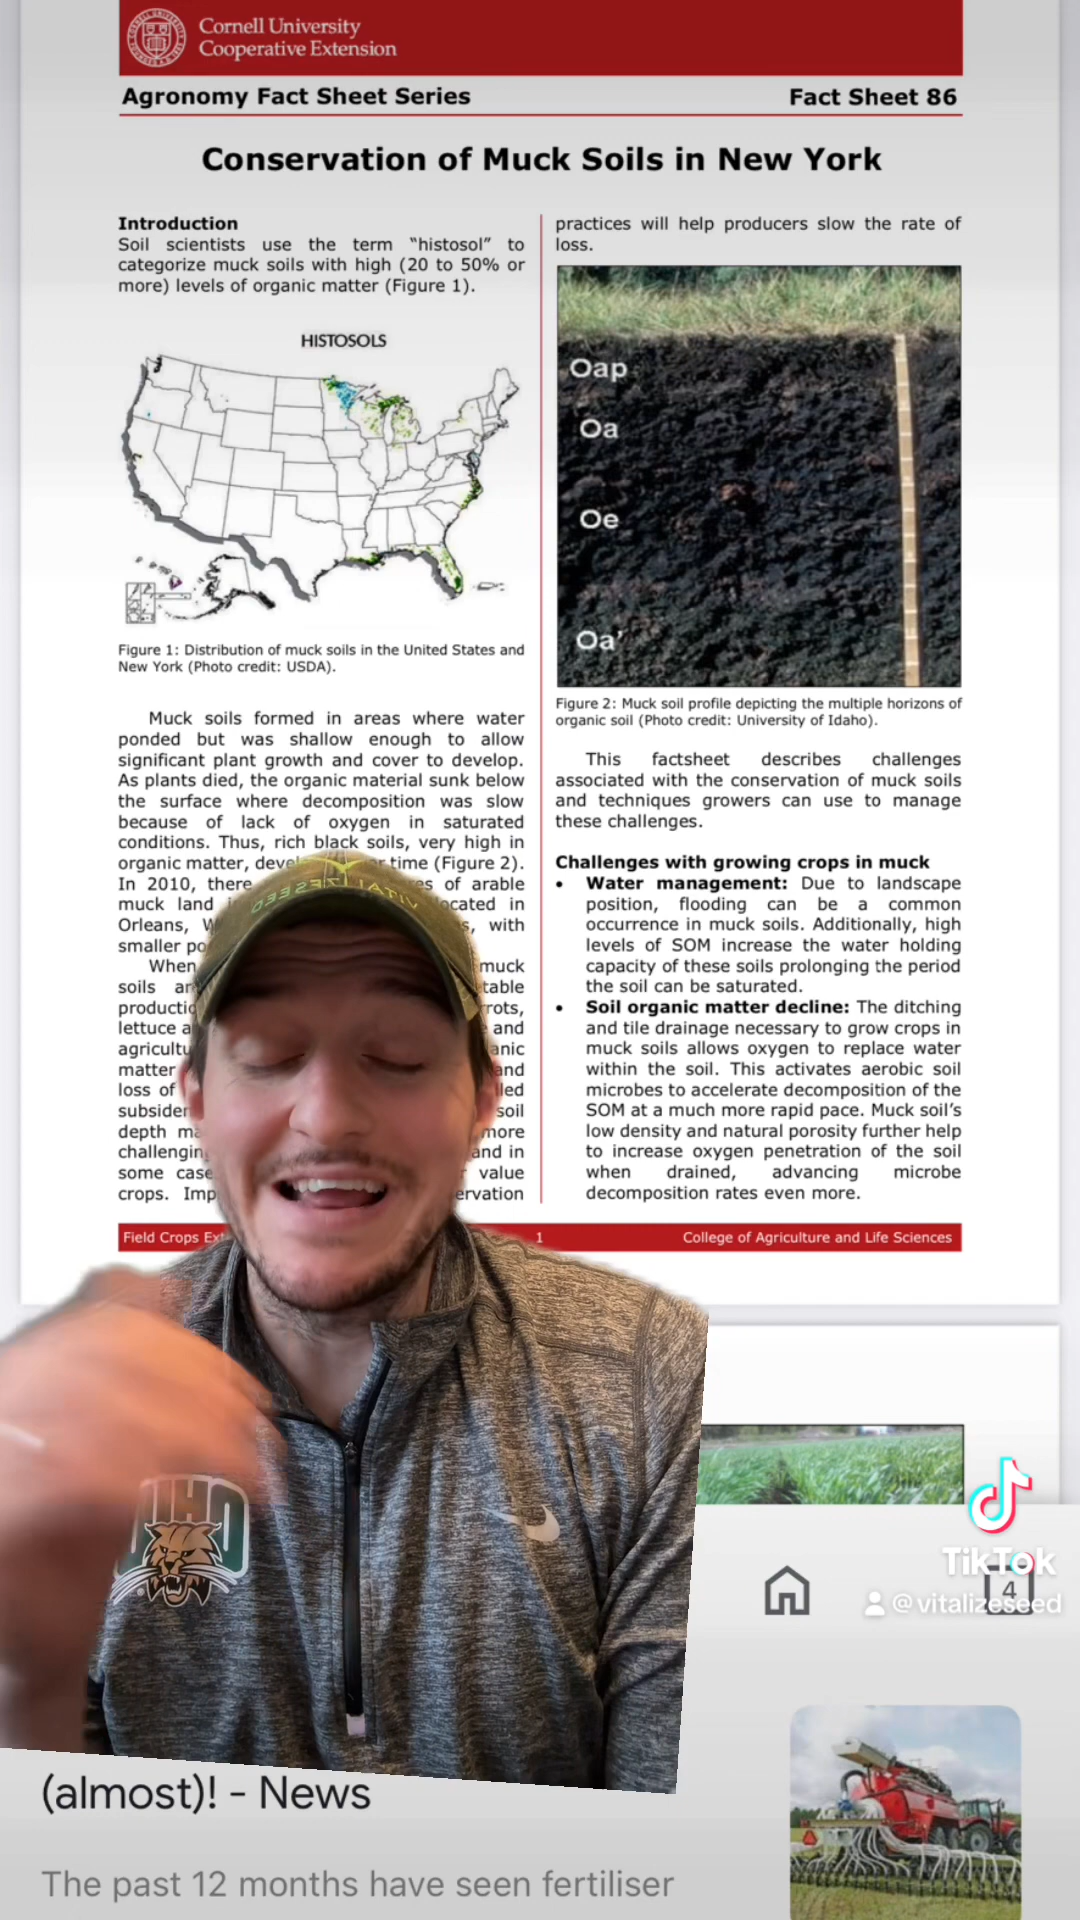 Cornell University
Cooperative Extension
Agronomy Fact Sheet Series
Fact Sheet 86
Conservation of Muck Soils in New York
Introduction
Soil scientists use the term “histosol” to
categorize muck soils with high (20 to 50% or
more) levels of organic matter (Figure 1).
HISTOSOLS
Figure 1: Distribution of muck soils in the United States and
New York (Photo credit: USDA).
Muck soils formed in areas where water
ponded but was shallow enough to allow
significant plant growth and cover to develop.
As plants died, the organic material sunk below
the surface where decomposition was slow
because of lack of oxygen in saturated
conditions. Thus, rich black soils, very high in
organic matter, time (Figure 2).
In 2010, there of arable
muck land in
Orleans, with
smaller
When muck
soils
lettuce and
matter and
loss of
soil
depth more
and in
some value
crops.
practices will help producers slow the rate of
loss.
Oap
Oa
Oe
Oa'
Figure 2: Muck soil profile depicting the multiple horizons of
organic soil (Photo credit: University of Idaho).
This factsheet describes challenges
associated with the conservation of muck soils
and techniques growers can use to manage
these challenges.
Challenges with growing crops in muck
• Water management: Due to landscape
position, flooding can be a common
occurrence in muck soils. Additionally, high
levels of SOM increase the water holding
capacity of these soils prolonging the period
the soil can be saturated.
• Soil organic matter decline: The ditching
and tile drainage necessary to grow crops in
muck soils allows oxygen to replace water
within the soil. This activates aerobic soil
microbes to accelerate decomposition of the
SOM at a much more rapid pace. Muck soil’s
low density and natural porosity further help
to increase oxygen penetration of the soil
when drained, advancing microbe
decomposition rates even more.
Field Crops
1
College of Agriculture and Life Sciences
VITALIZESEED
OHIO
TikTok
4
@vitalizeseed
(almost)! - News
The past 12 months have seen fertiliser